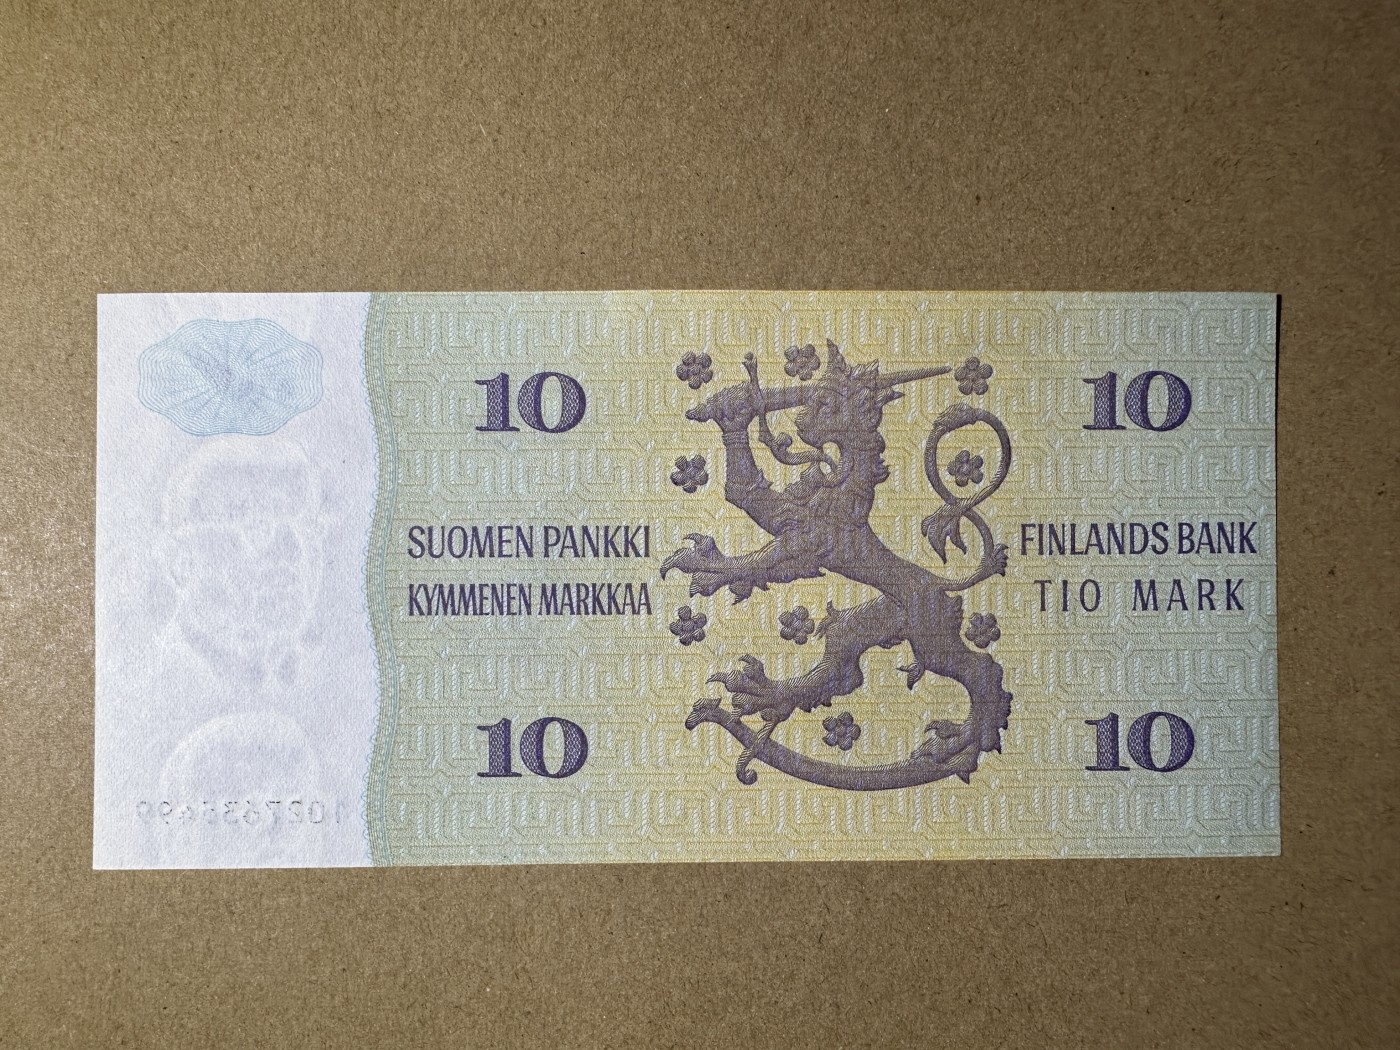 10
10
SUOMEN PANKKI
KYMMENEN MARKKAA
FINLANDS BANK
TIO MARK
10
10